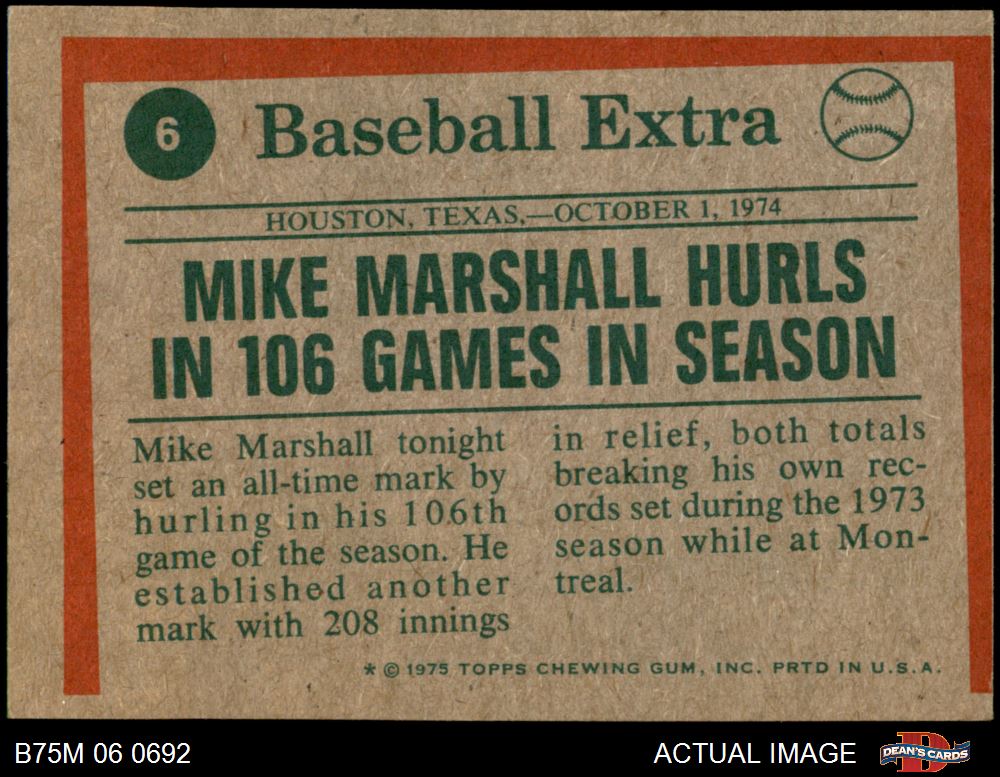 6
Baseball Extra
HOUSTON, TEXAS,—OCTOBER 1, 1974
MIKE MARSHALL HURLS
IN 106 GAMES IN SEASON
Mike Marshall tonight
set an all-time mark by
hurling in his 106th
game of the season. He
established another
mark with 208 innings
in relief, both totals
breaking his own rec-
ords set during the 1973
season while at Mon-
treal.
* © 1975 TOPPS CHEWING GUM, INC. PRTD IN U.S.A.
B75M 06 0692
ACTUAL IMAGE
D
DEAN'S CARDS